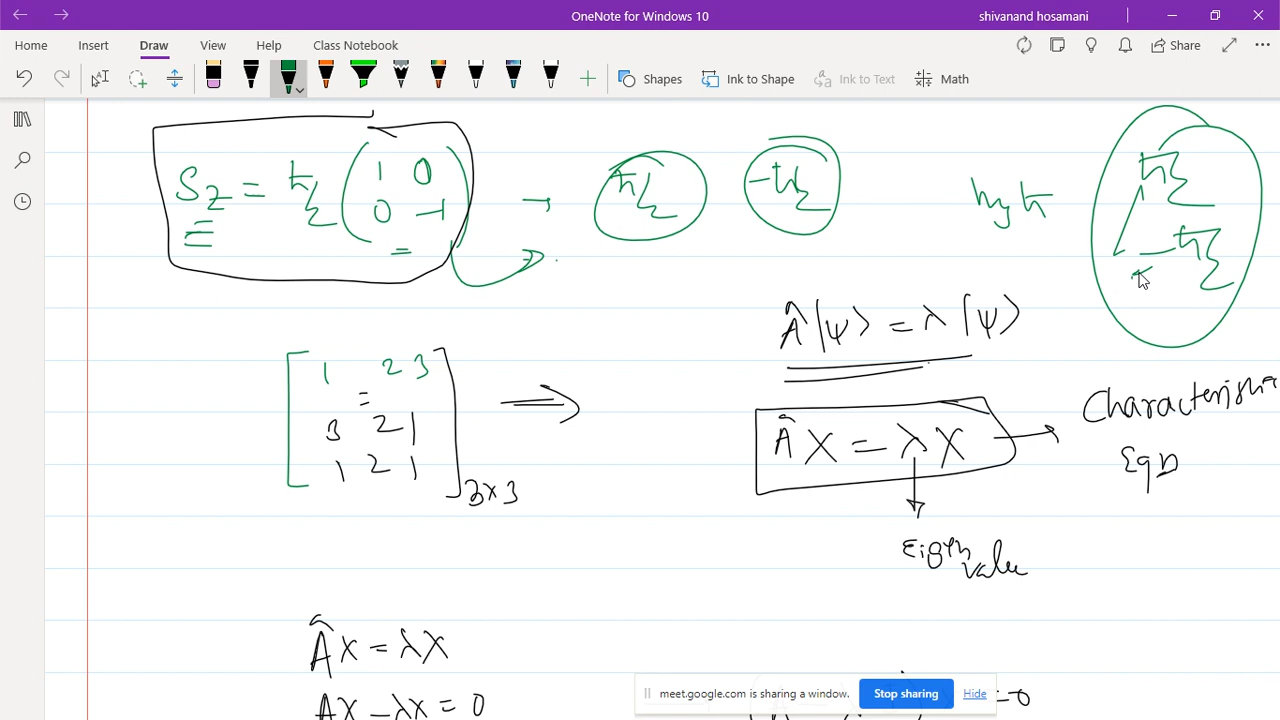 OneNote for Windows 10
shivanand hosamani
Home Insert Draw View Help Class Notebook
Share
Shapes Ink to Shape Ink to Text Math
Sz = ħ/2 (1 0
0 -1) → ħ/2 -ħ/2
ħ/2
-ħ/2
Â|ψ> = λ|ψ>
[1 2 3
3 2 1
1 2 1]3x3 ⇒
ÂX = λX → Characteristic
Eqn
Eigen
value
ÂX = λX
AX - λX = 0
=0
meet.google.com is sharing a window. Stop sharing Hide